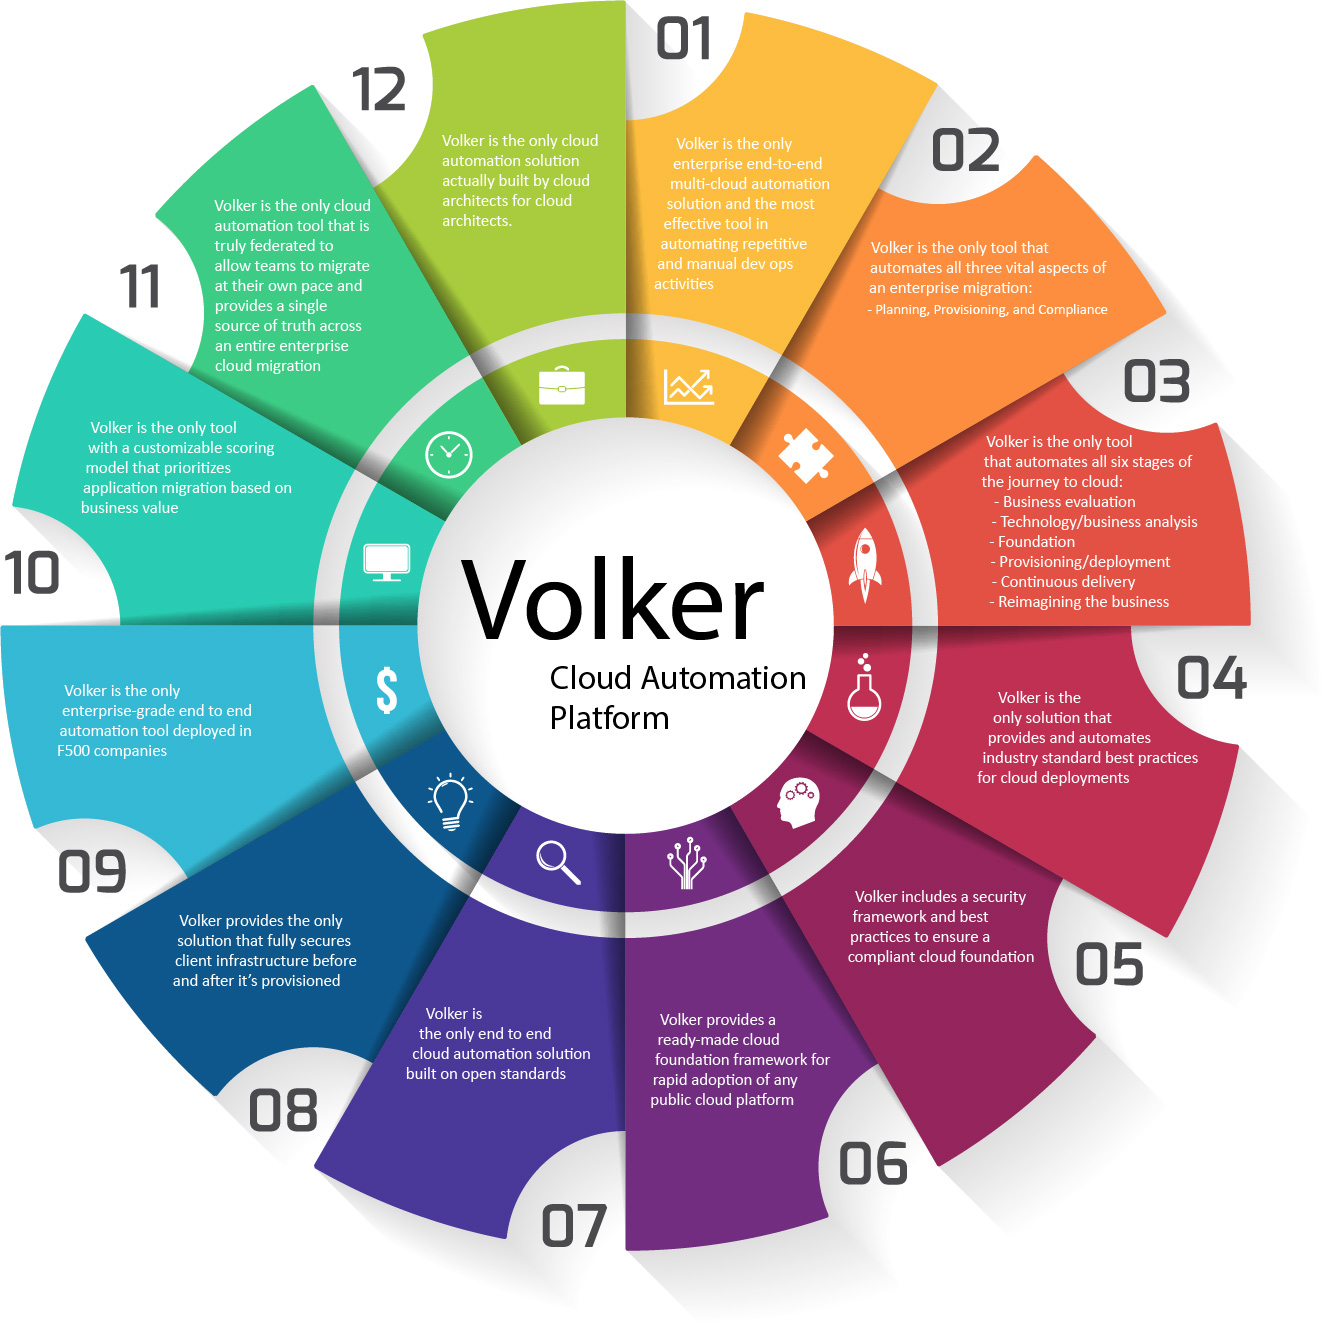 Volker
Cloud Automation
Platform
01
Volker is the only
enterprise end-to-end
multi-cloud automation
solution and the most
effective tool in
automating repetitive
and manual dev ops
activities
02
Volker is the only tool that
automates all three vital aspects of
an enterprise migration:
- Planning, Provisioning, and Compliance
03
Volker is the only tool
that automates all six stages of
the journey to cloud:
- Business evaluation
- Technology/business analysis
- Foundation
- Provisioning/deployment
- Continuous delivery
- Reimagining the business
04
Volker is the
only solution that
provides and automates
industry standard best practices
for cloud deployments
05
Volker includes a security
framework and best
practices to ensure a
compliant cloud foundation
06
Volker provides a
ready-made cloud
foundation framework for
rapid adoption of any
public cloud platform
07
Volker is
the only end to end
cloud automation solution
built on open standards
08
Volker provides the only
solution that fully secures
client infrastructure before
and after it’s provisioned
09
Volker is the only
enterprise-grade end to end
automation tool deployed in
F500 companies
$
10
Volker is the only tool
with a customizable scoring
model that prioritizes
application migration based on
business value
11
Volker is the only cloud
automation tool that is
truly federated to
allow teams to migrate
at their own pace and
provides a single
source of truth across
an entire enterprise
cloud migration
12
Volker is the only cloud
automation solution
actually built by cloud
architects for cloud
architects.